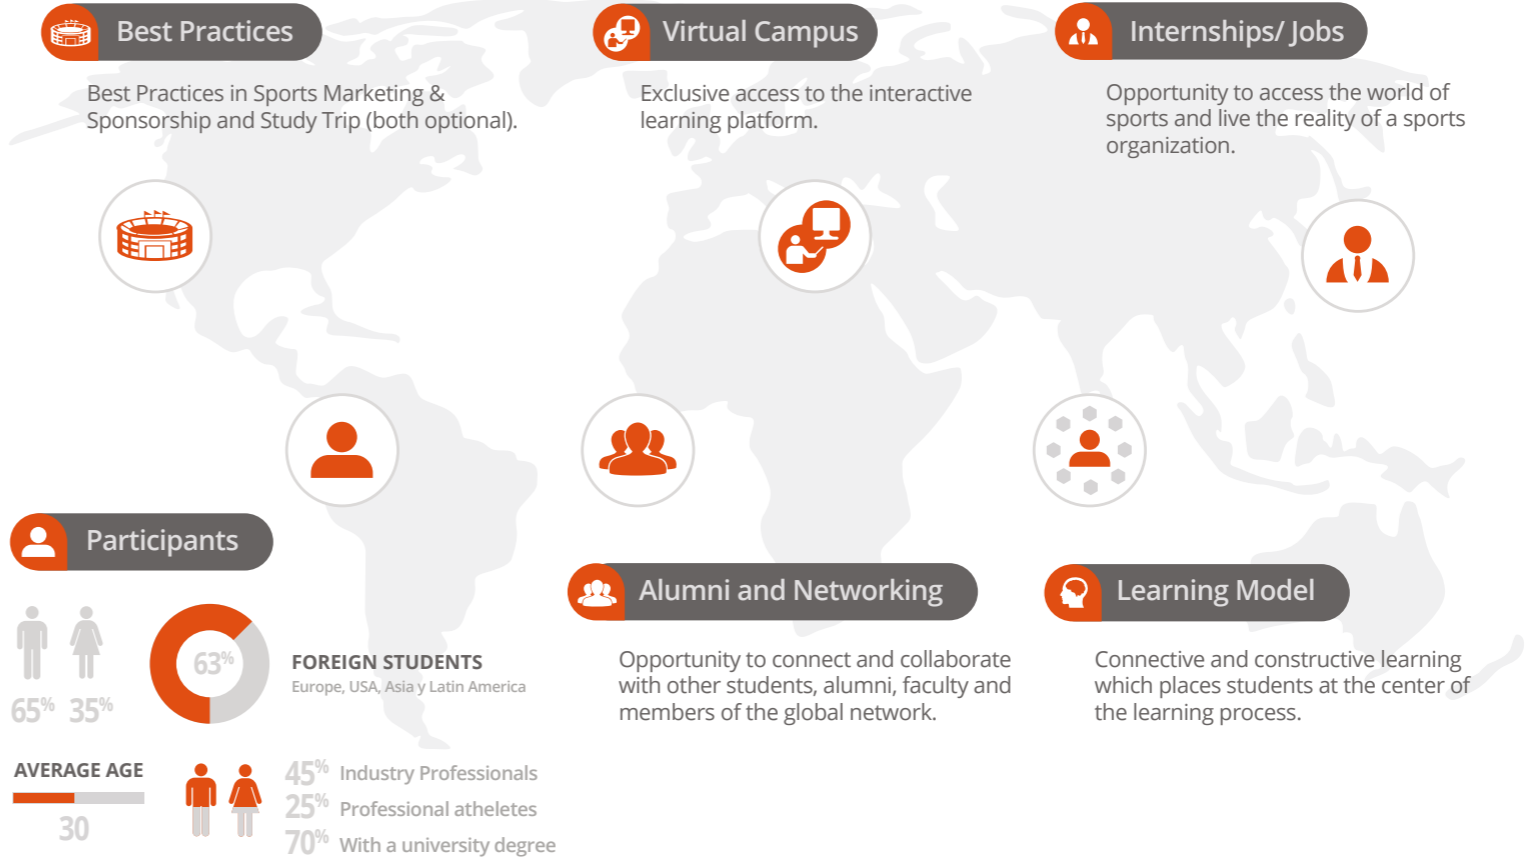 Best Practices
Best Practices in Sports Marketing &
Sponsorship and Study Trip (both optional).
Virtual Campus
Exclusive access to the interactive
learning platform.
Internships/ Jobs
Opportunity to access the world of
sports and live the reality of a sports
organization.
Participants
65% 35%
63%
FOREIGN STUDENTS
Europe, USA, Asia y Latin America
AVERAGE AGE
30
45% Industry Professionals
25% Professional atheletes
70% With a university degree
Alumni and Networking
Opportunity to connect and collaborate
with other students, alumni, faculty and
members of the global network.
Learning Model
Connective and constructive learning
which places students at the center of
the learning process.